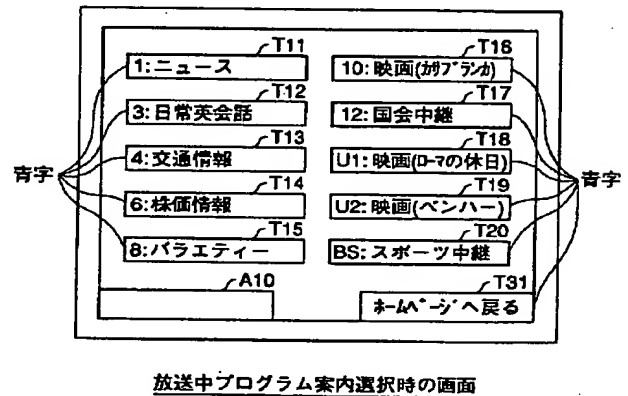 T11 T16
1:ニュース 10:映画(カサブランカ)
T12 T17
3:日常英会話 12:国会中継
T13 T18
4:交通情報 U1:映画(ローマの休日)
青字 青字
T14 T19
6:株価情報 U2:映画(ベンハー)
T15 T20
8:バラエティー BS:スポーツ中継
A10 T31
ホームページへ戻る
放送中プログラム案内選択時の画面